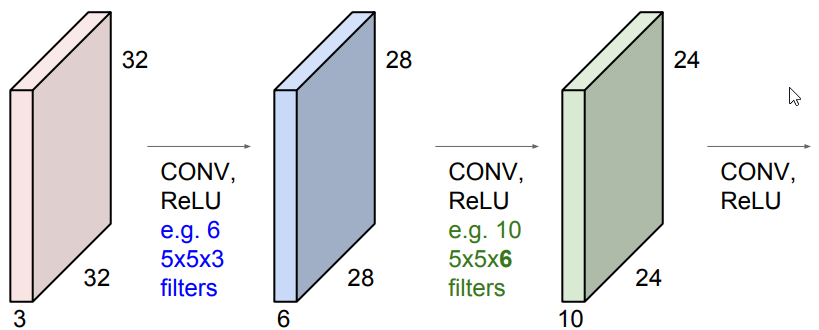 32
32
3
CONV,
ReLU
e.g. 6
5x5x3
filters
28
28
6
CONV,
ReLU
e.g. 10
5x5x6
filters
24
24
10
CONV,
ReLU